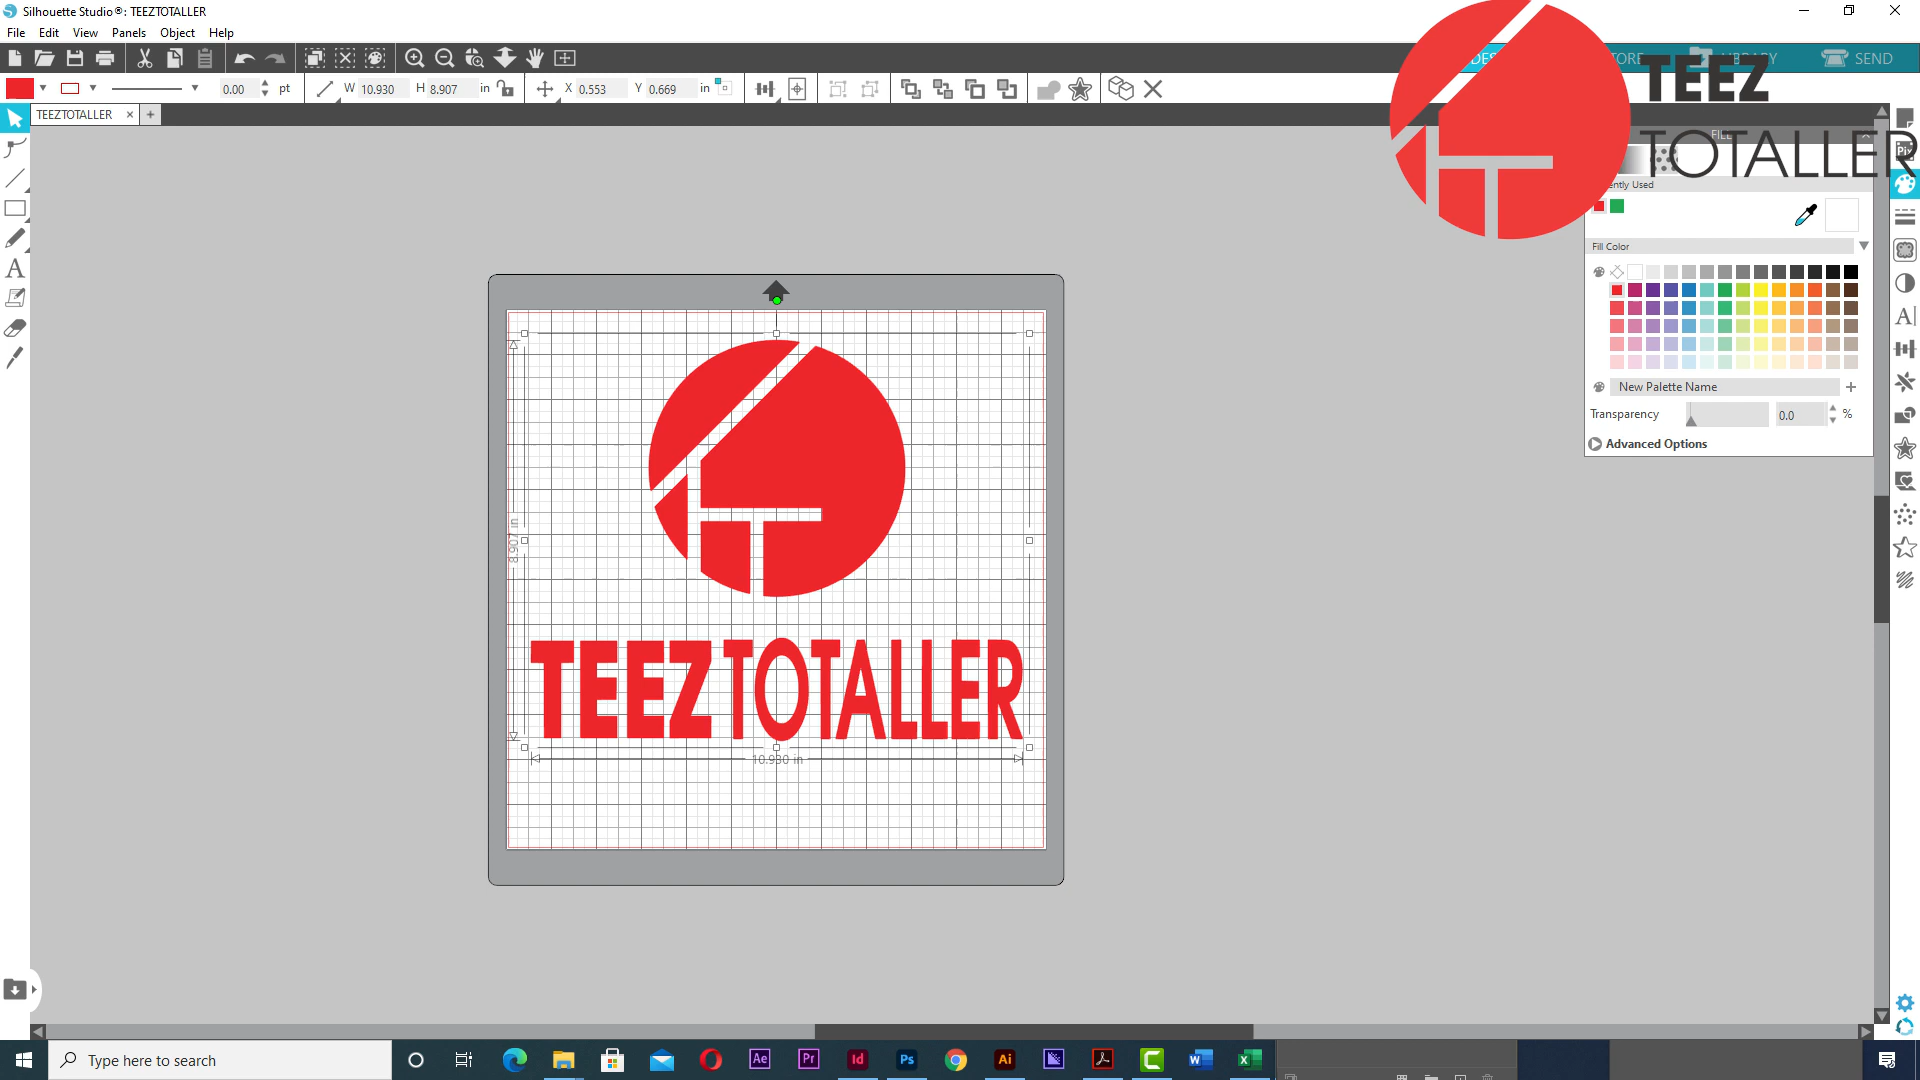 Silhouette Studio®: TEEZTOTALLER
File Edit View Panels Object Help
SEND
0.00 pt W 10.930 H 8.907 in X 0.553 Y 0.669 in
TEEZ
TOTALLER
TEEZTOTALLER
Fill Color
New Palette Name
Transparency 0.0 %
Advanced Options
8.907 in
TEEZ TOTALLER
10.930 in
Type here to search